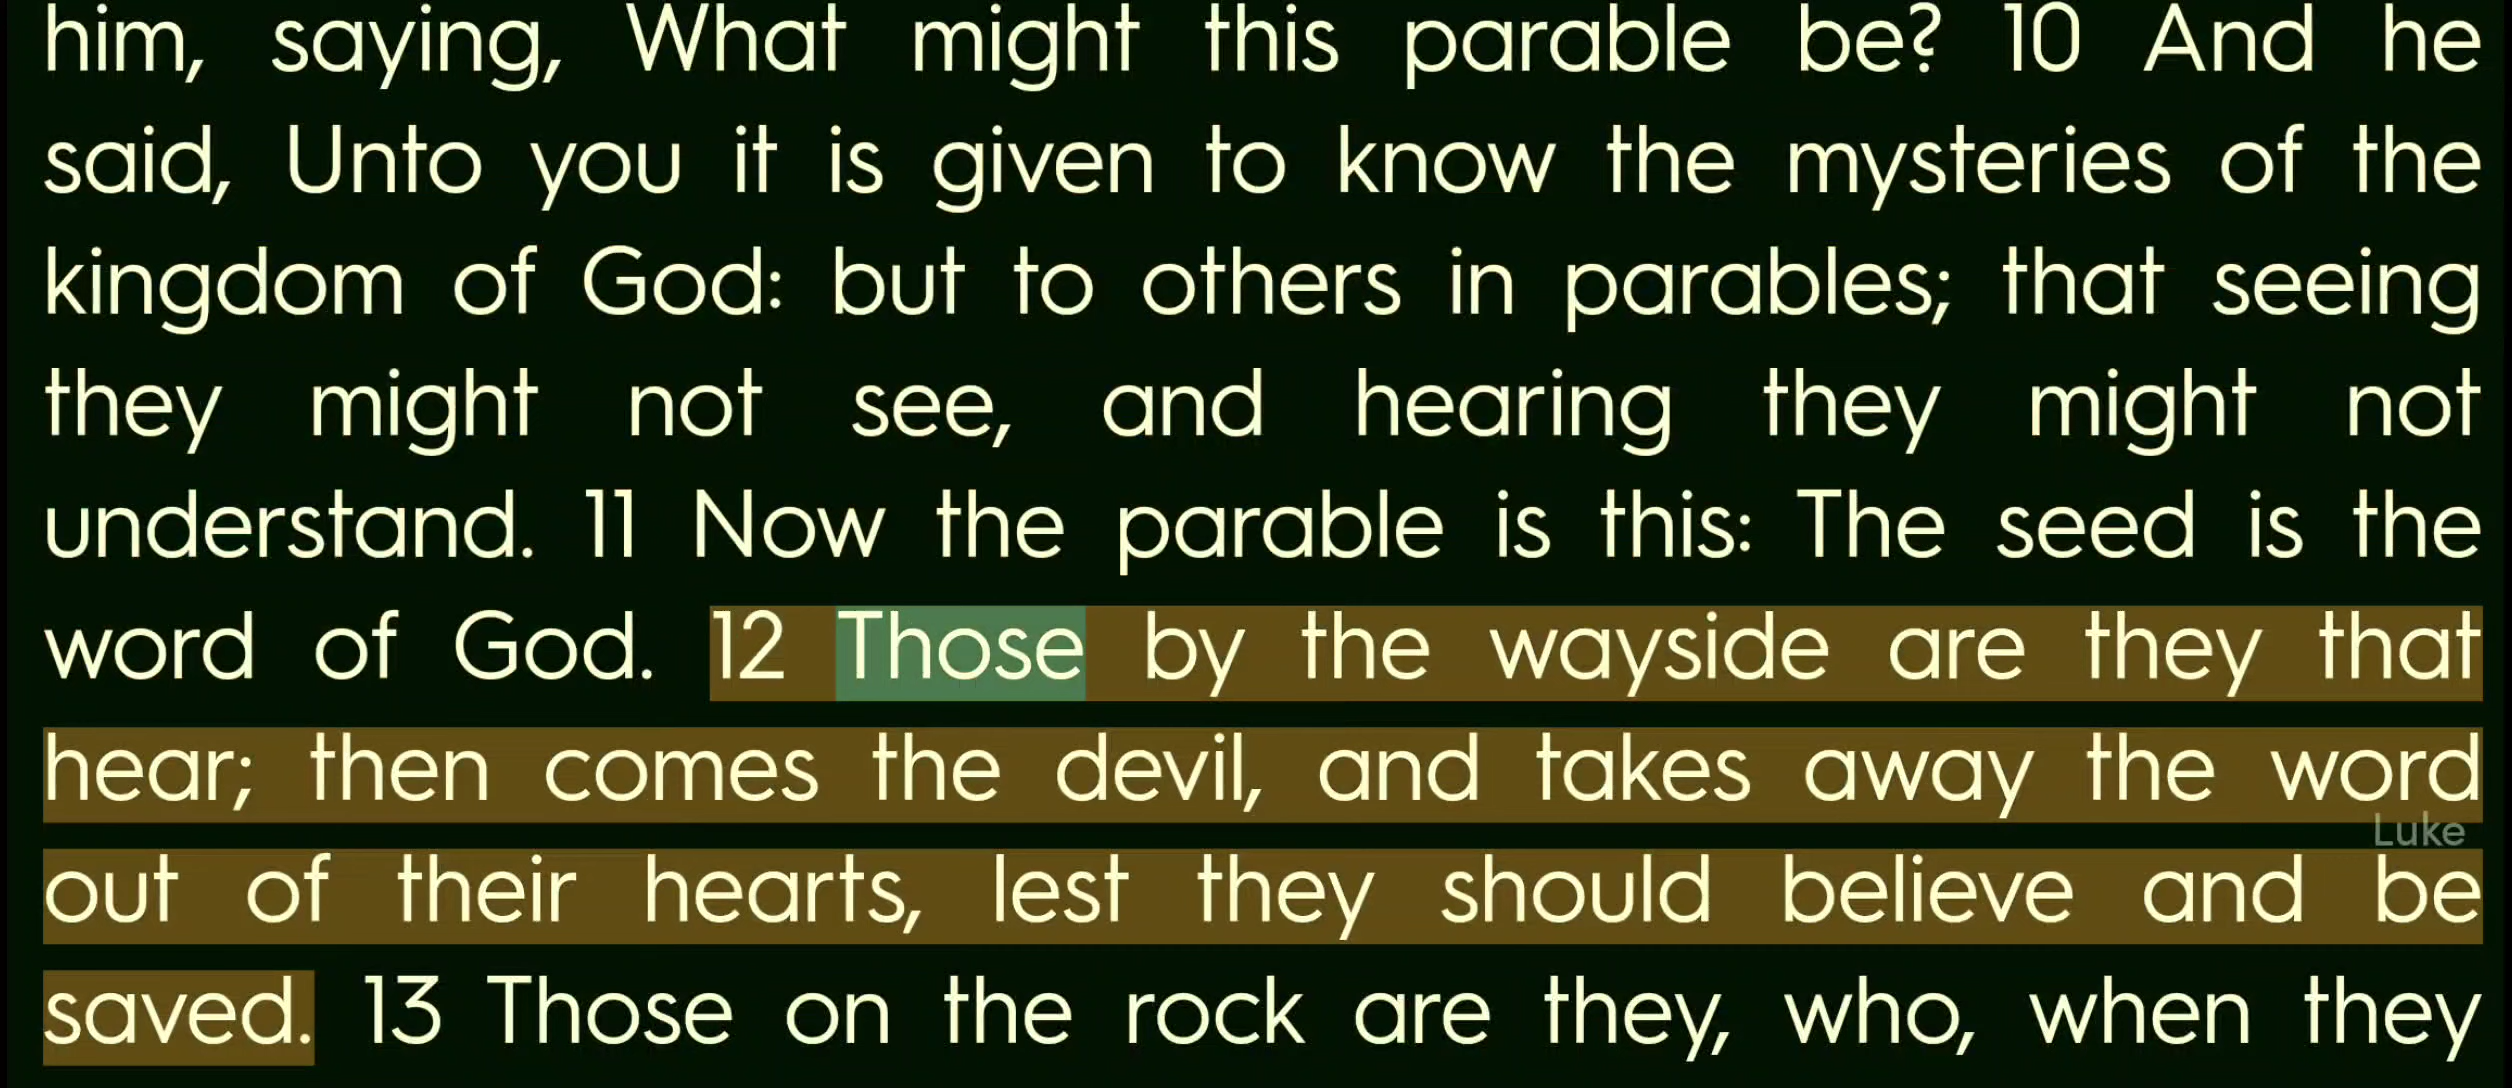 him, saying, What might this parable be? 10 And he
said, Unto you it is given to know the mysteries of the
kingdom of God: but to others in parables; that seeing
they might not see, and hearing they might not
understand. 11 Now the parable is this: The seed is the
word of God. 12 Those by the wayside are they that
hear; then comes the devil, and takes away the word
Luke
out of their hearts, lest they should believe and be
saved. 13 Those on the rock are they, who, when they